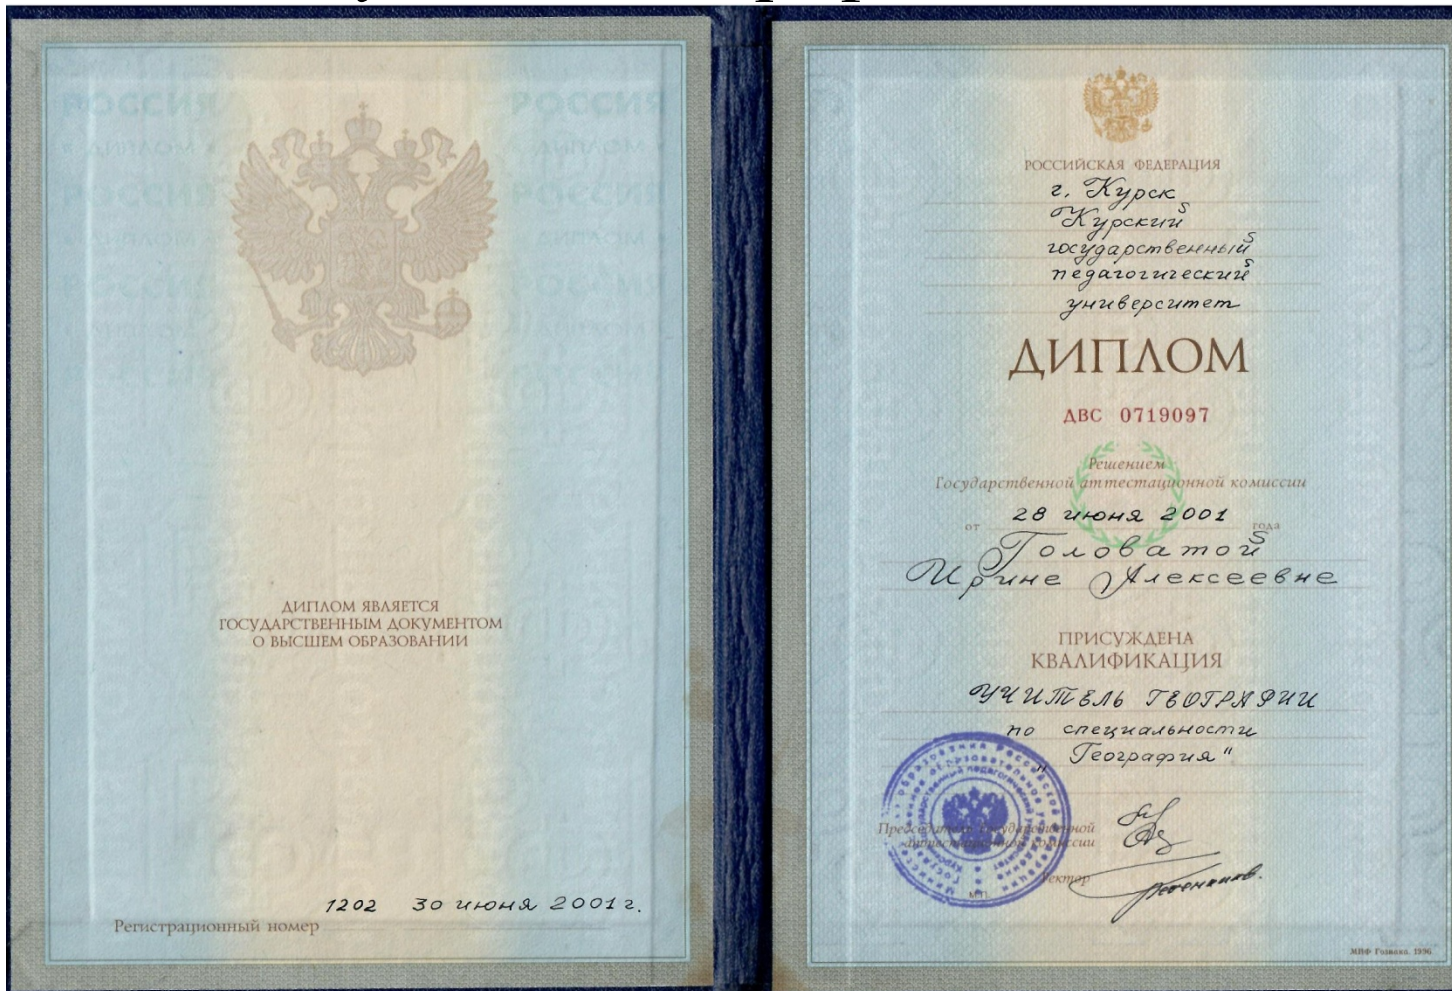 РОССИЯ РОССИЯ
ДИПЛОМ ЯВЛЯЕТСЯ
ГОСУДАРСТВЕННЫМ ДОКУМЕНТОМ
О ВЫСШЕМ ОБРАЗОВАНИИ
1202 30 июня 2001 г.
Регистрационный номер
РОССИЙСКАЯ ФЕДЕРАЦИЯ
г. Курск
Курский
государственный
педагогический
университет
ДИПЛОМ
ДВС 0719097
Решением
Государственной аттестационной комиссии
от 28 июня 2001 года
Головатой
Ирине Алексеевне
ПРИСУЖДЕНА
КВАЛИФИКАЦИЯ
УЧИТЕЛЬ ГЕОГРАФИИ
по специальности
„География"
Председатель Государственной
аттестационной комиссии
Ректор
М.П.
МПФ Гознака. 1996.